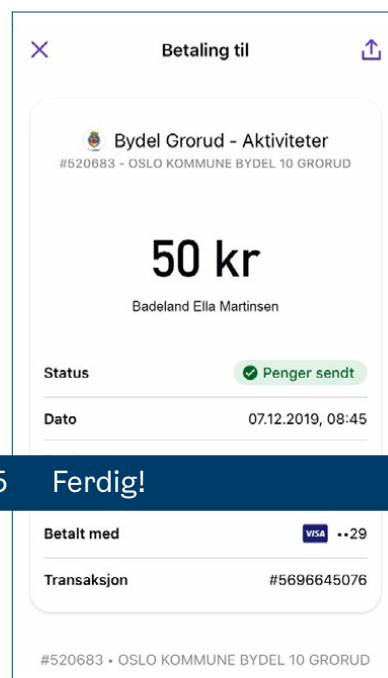 Betaling til
Bydel Grorud - Aktiviteter
#520683 - OSLO KOMMUNE BYDEL 10 GRORUD
50 kr
Badeland Ella Martinsen
Status Penger sendt
Dato 07.12.2019, 08:45
5 Ferdig!
Betalt med VISA ••29
Transaksjon #5696645076
#520683 • OSLO KOMMUNE BYDEL 10 GRORUD